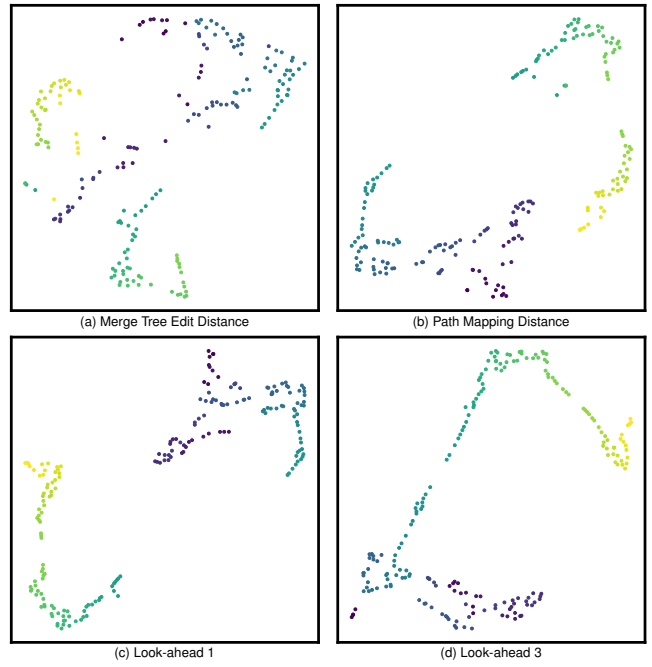 (a) Merge Tree Edit Distance
(b) Path Mapping Distance
(c) Look-ahead 1
(d) Look-ahead 3